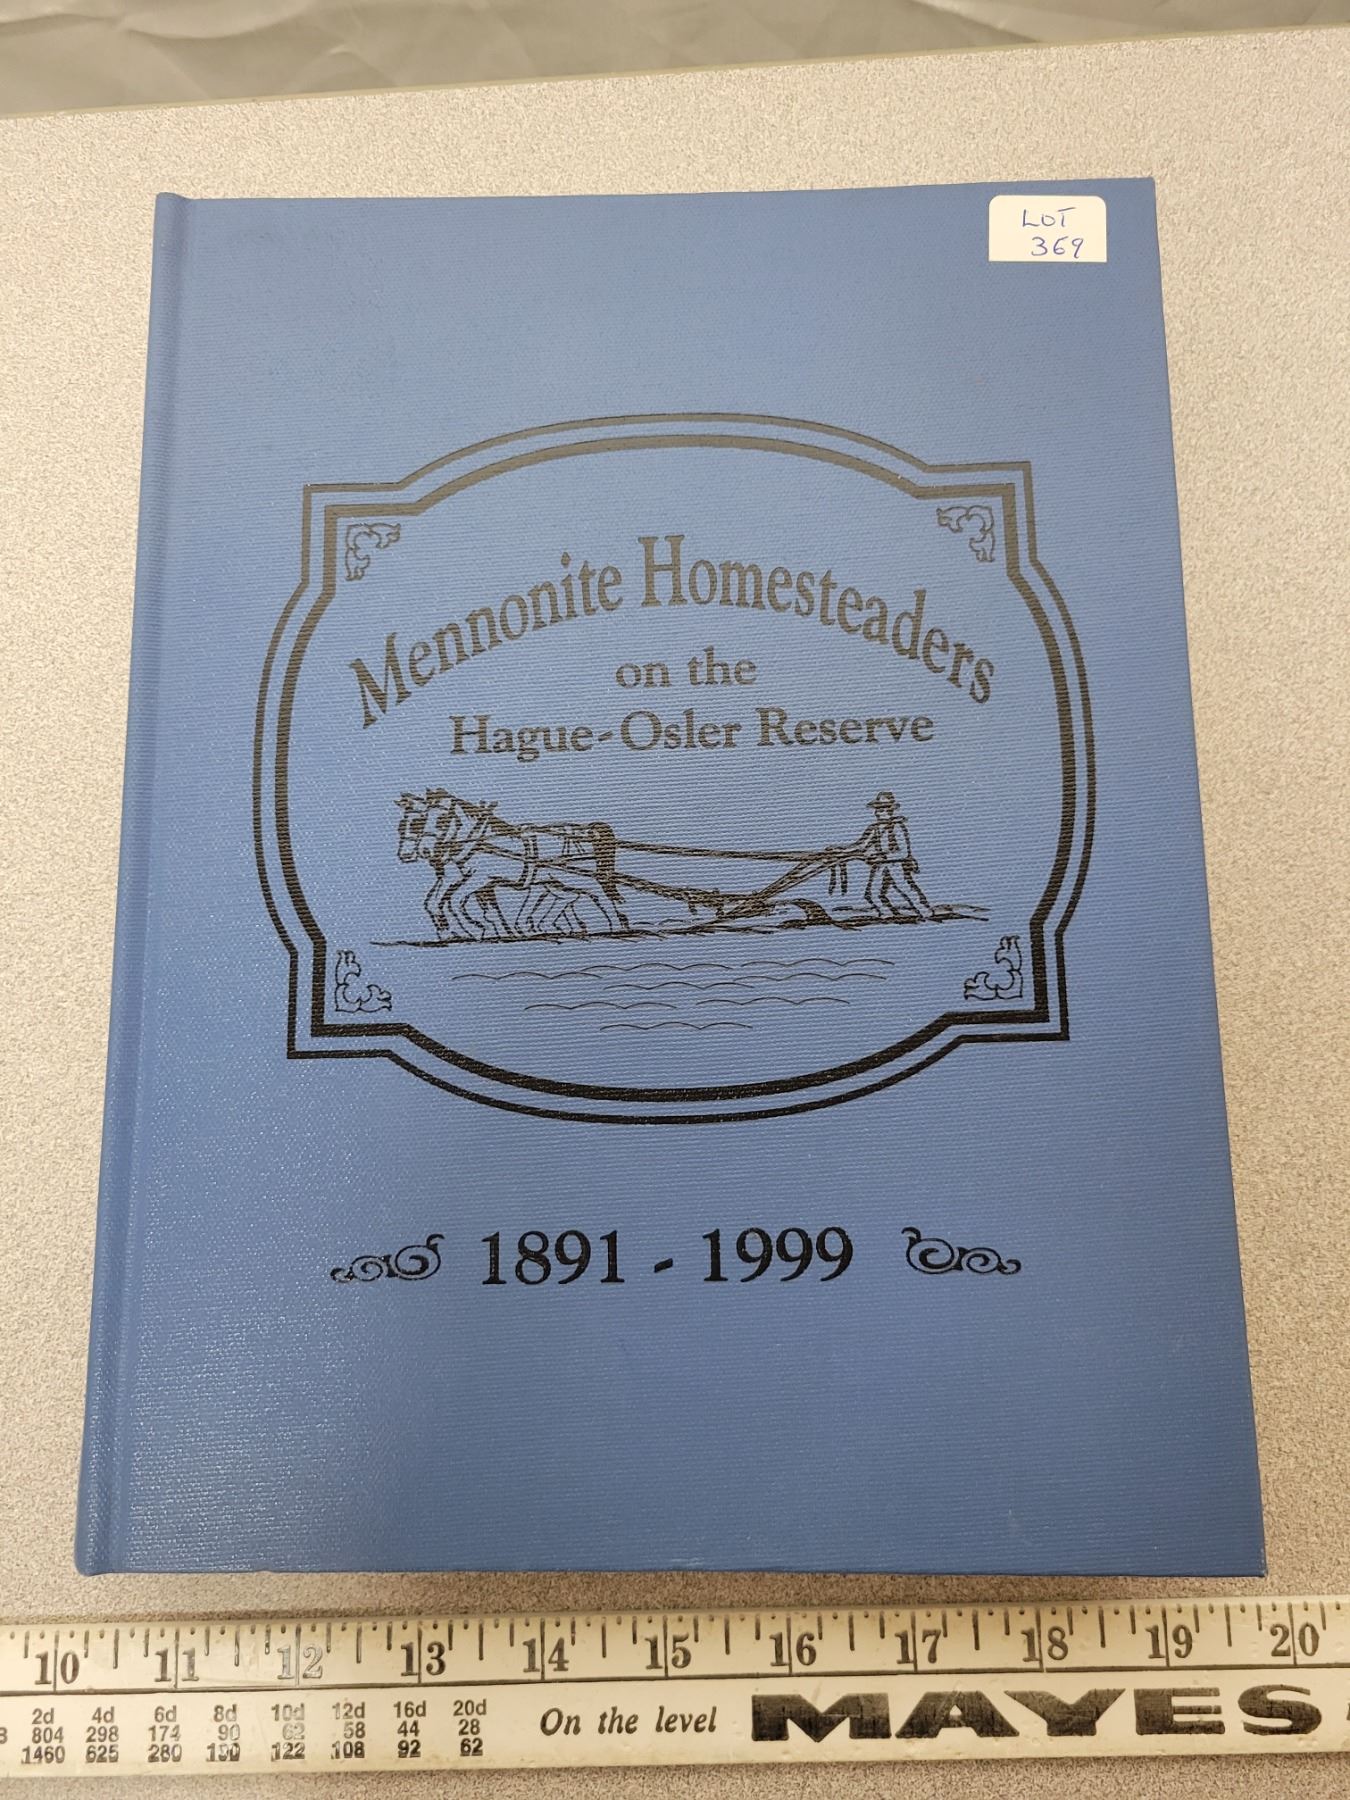 LOT
369
Mennonite Homesteaders
on the
Hague-Osler Reserve
1891 - 1999
10 11 12 13 14 15 16 17 18 19 20
2d 4d 6d 8d 10d 12d 16d 20d
804 298 174 90 62 58 44 28
1460 625 280 122 108 92 62
On the level MAYES